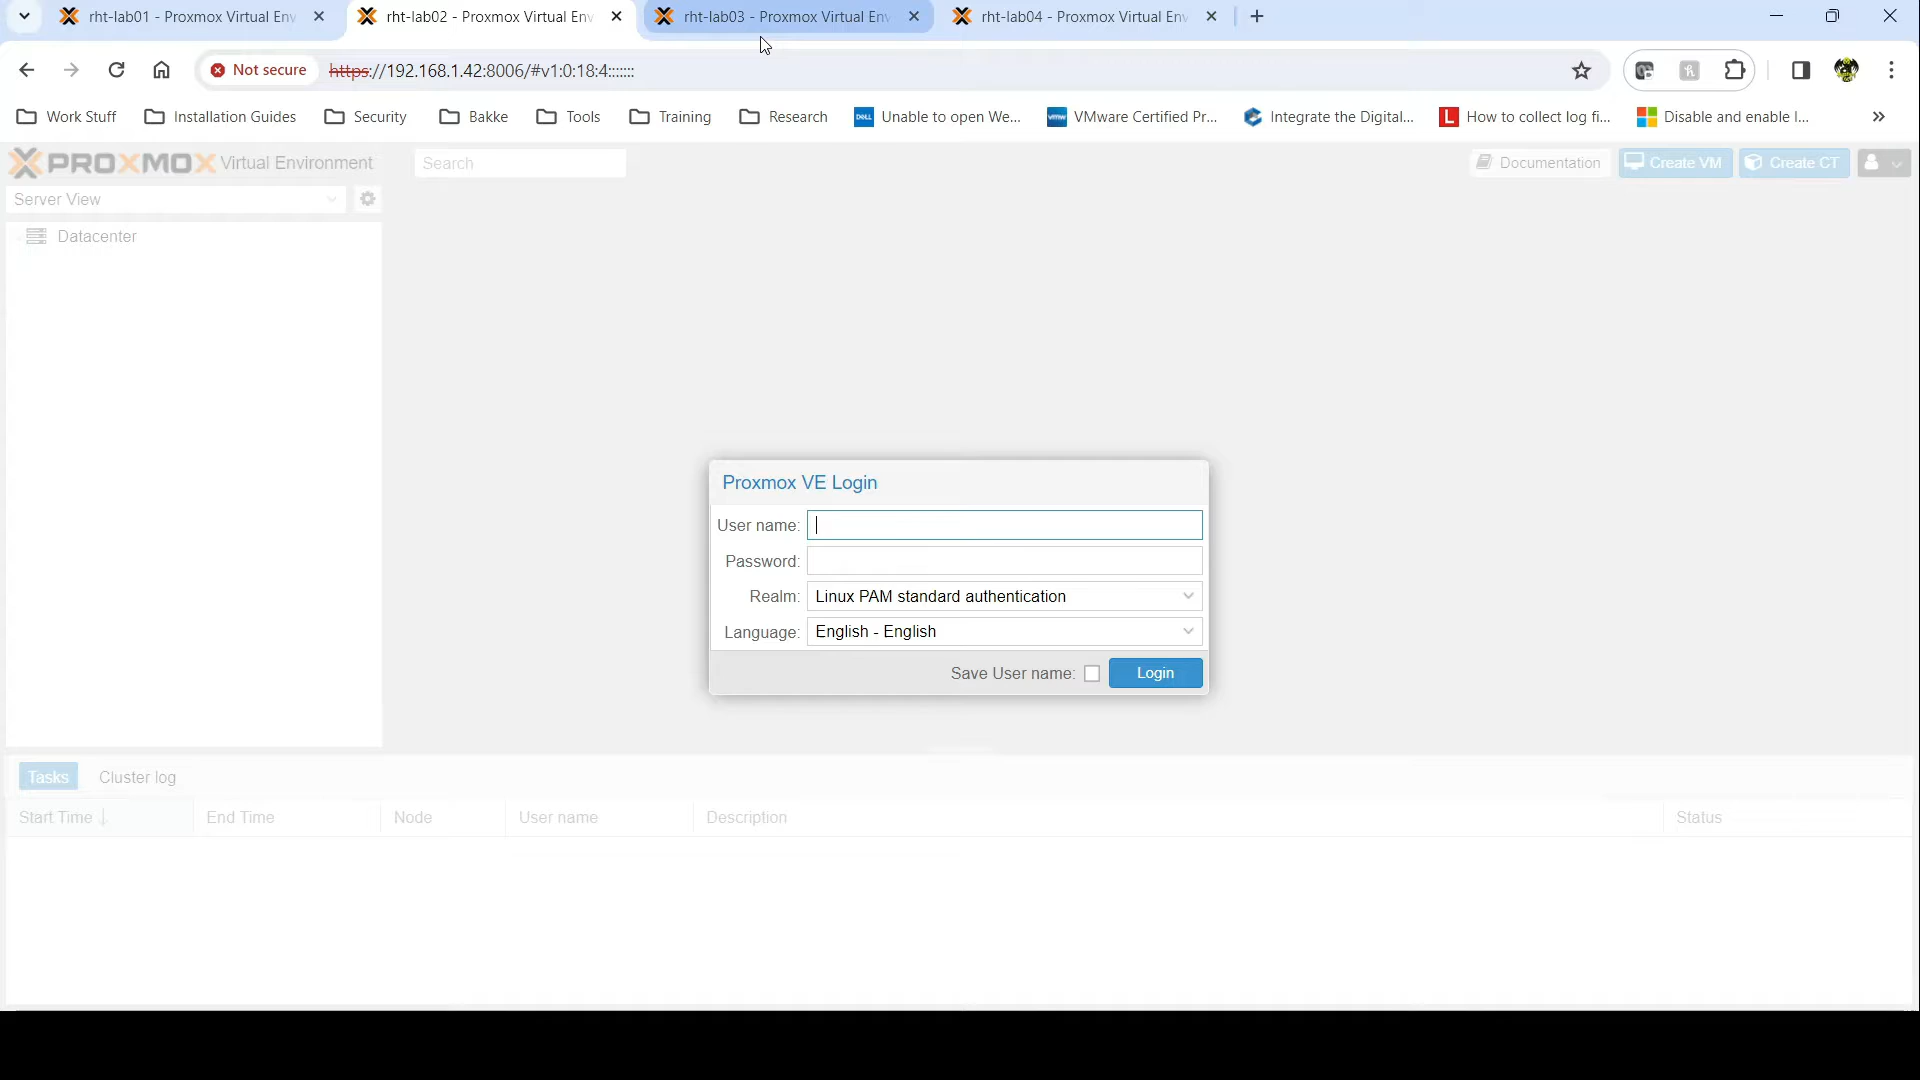 rht-lab01 - Proxmox Virtual Env
rht-lab02 - Proxmox Virtual Env
rht-lab03 - Proxmox Virtual Env
rht-lab04 - Proxmox Virtual Env
Not secure
https://192.168.1.42:8006/#v1:0:18:4:::::::
Work Stuff
Installation Guides
Security
Bakke
Tools
Training
Research
DELL
Unable to open We...
vmw
VMware Certified Pr...
Integrate the Digital...
L
How to collect log fi...
Disable and enable I...
PROXMOX Virtual Environment
Search
Documentation
Create VM
Create CT
Server View
Datacenter
Proxmox VE Login
User name:
Password:
Realm: Linux PAM standard authentication
Language: English - English
Save User name:
Login
Tasks
Cluster log
Start Time
End Time
Node
User name
Description
Status